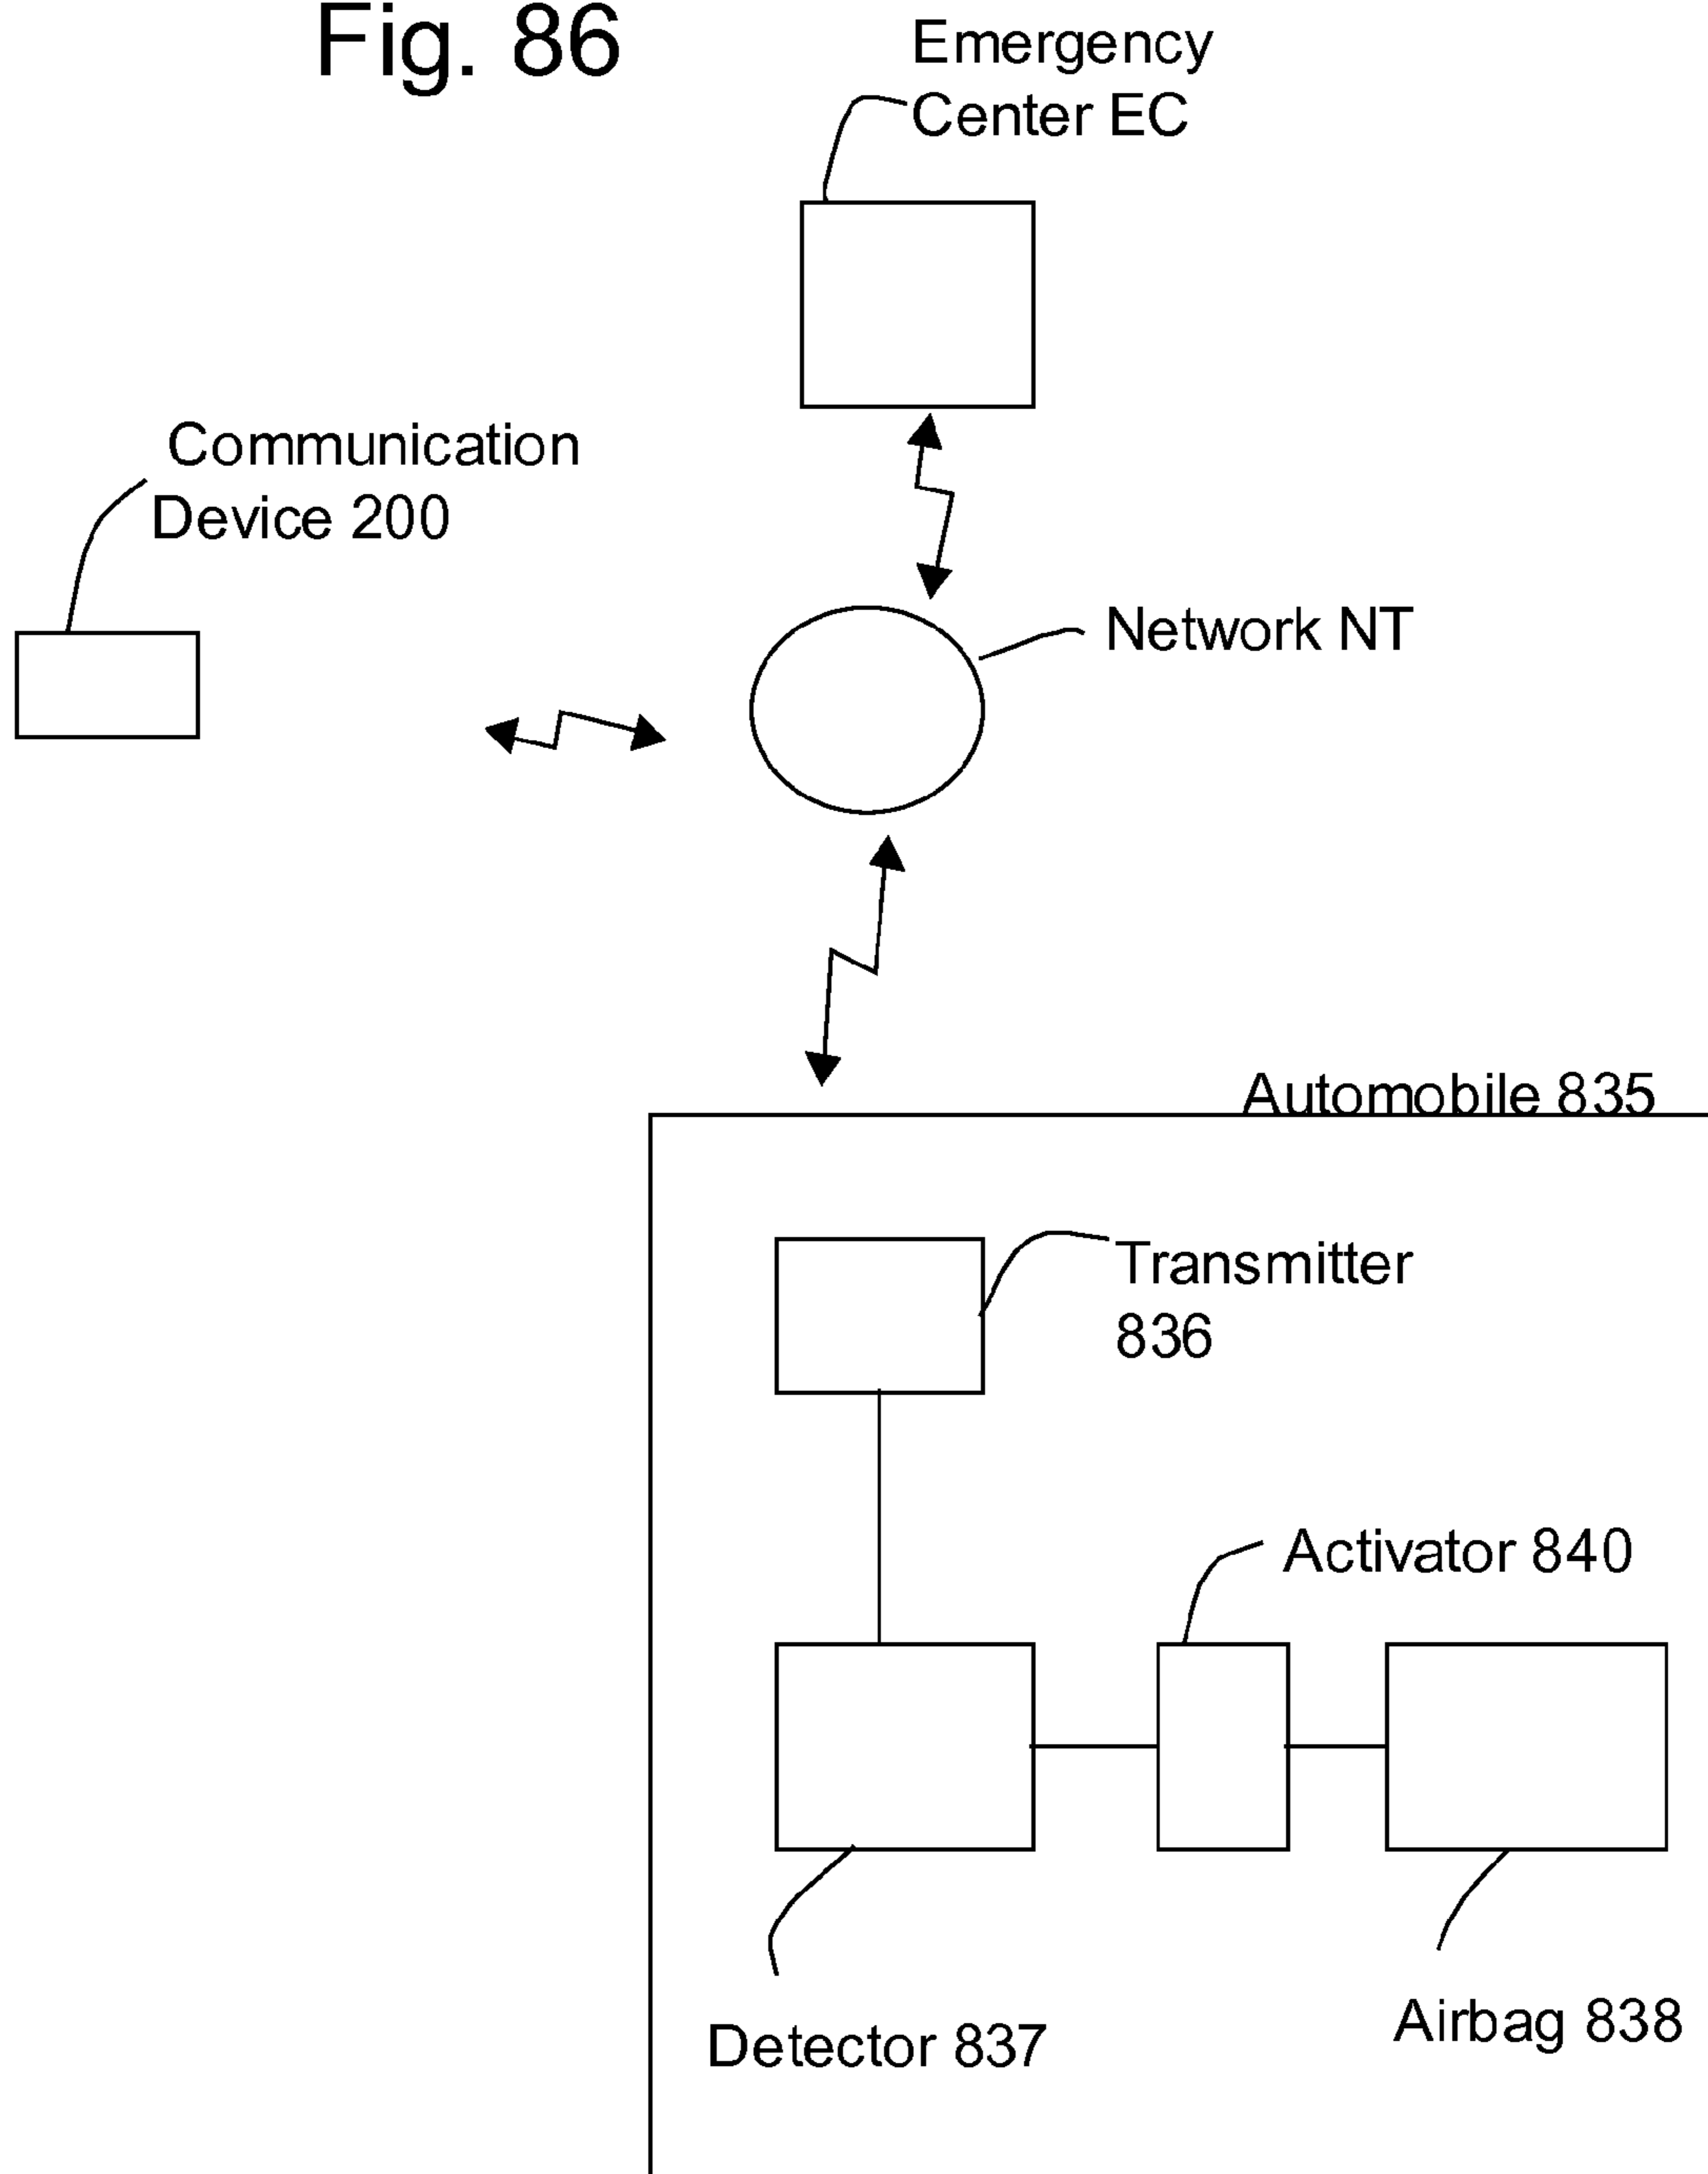 Fig. 86
Emergency
Center EC
Communication
Device 200
Network NT
Automobile 835
Transmitter
836
Activator 840
Detector 837
Airbag 838